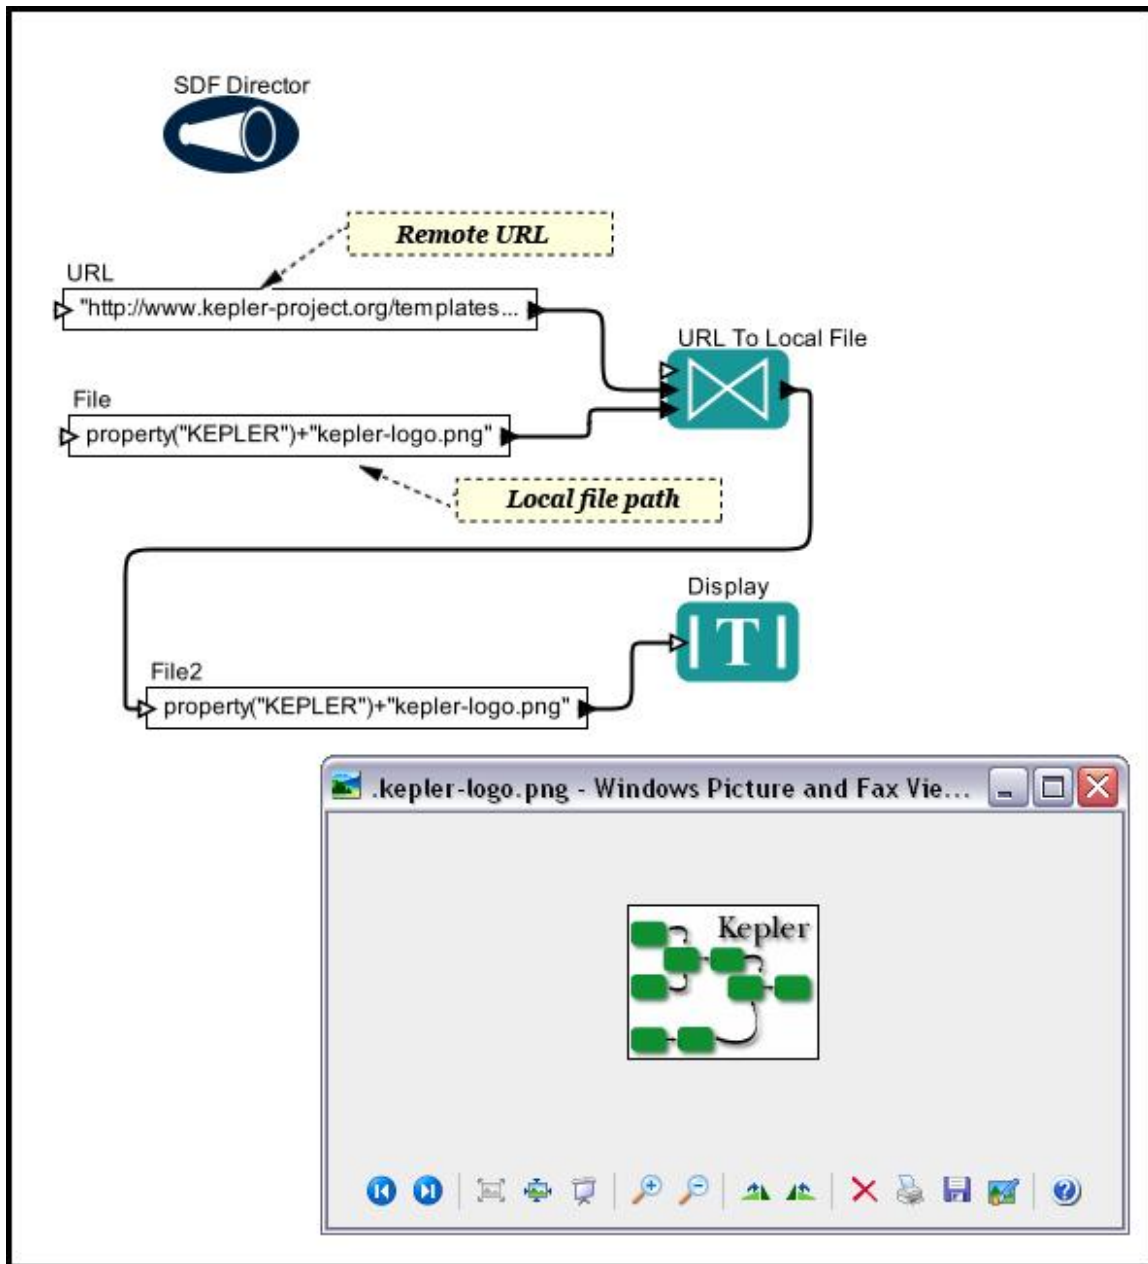 SDF Director
Remote URL
URL
"http://www.kepler-project.org/templates...
URL To Local File
File
property("KEPLER")+"kepler-logo.png"
Local file path
Display
T
File2
property("KEPLER")+"kepler-logo.png"
.kepler-logo.png - Windows Picture and Fax Vie...
Kepler